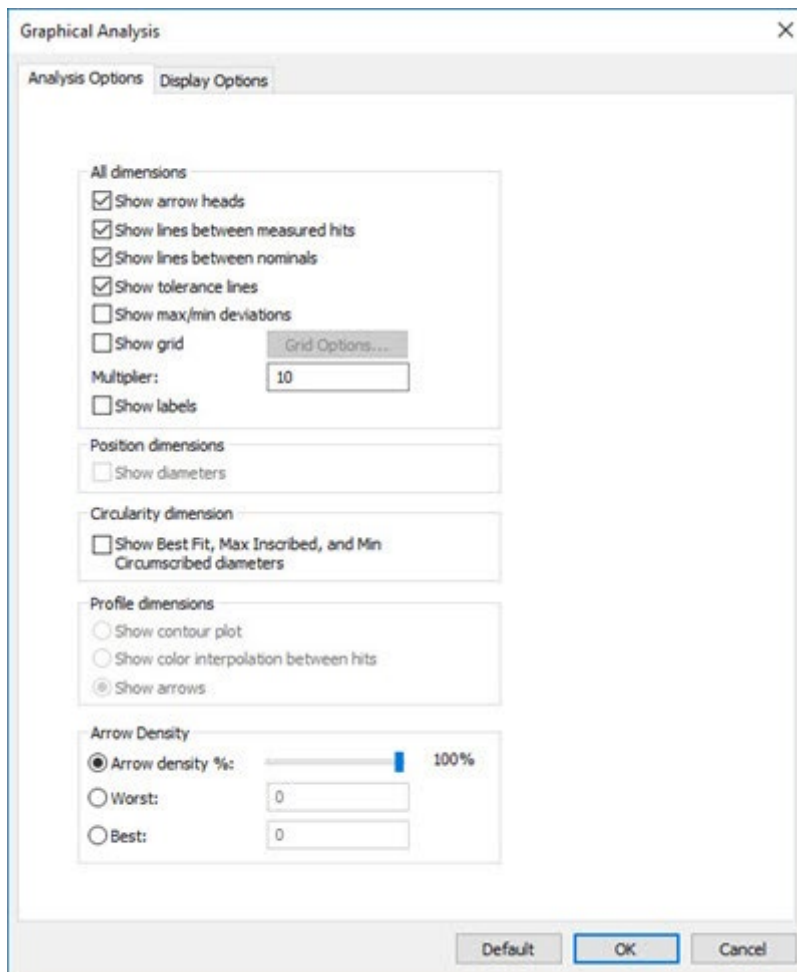 Graphical Analysis
Analysis Options
Display Options
All dimensions
Show arrow heads
Show lines between measured hits
Show lines between nominals
Show tolerance lines
Show max/min deviations
Show grid
Grid Options...
Multiplier:
10
Show labels
Position dimensions
Show diameters
Circularity dimension
Show Best Fit, Max Inscribed, and Min
Circumscribed diameters
Profile dimensions
Show contour plot
Show color interpolation between hits
Show arrows
Arrow Density
Arrow density %:
100%
Worst:
0
Best:
0
Default
OK
Cancel